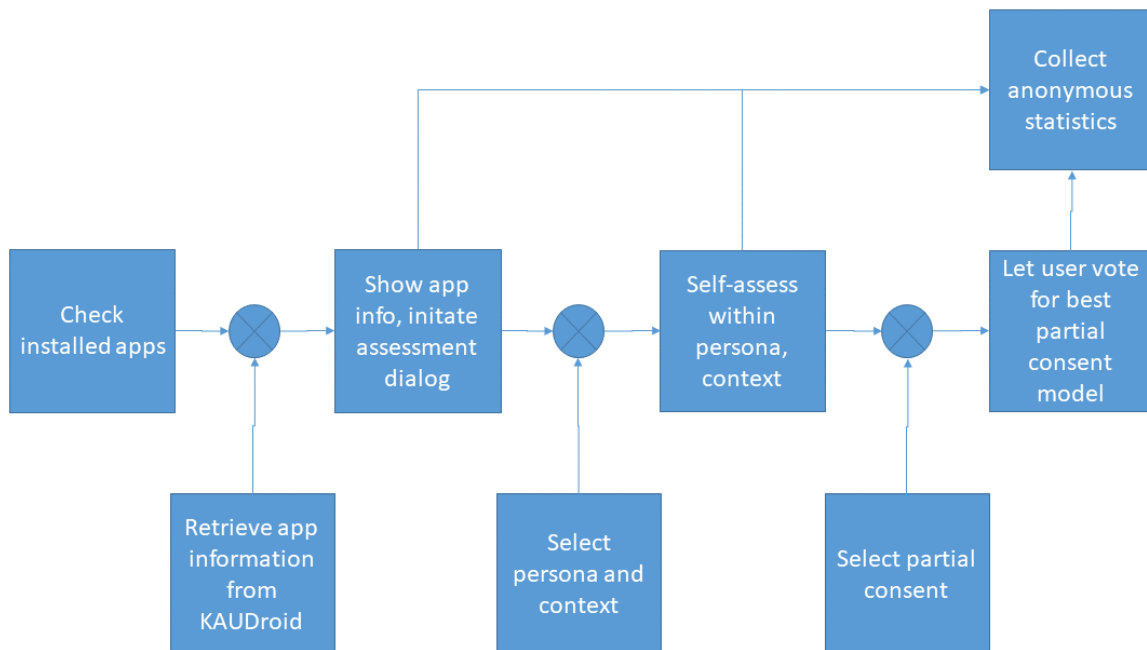 Collect
anonymous
statistics
Check
installed apps
Show app
info, initate
assessment
dialog
Self-assess
within
persona,
context
Let user vote
for best
partial
consent
model
Retrieve app
information
from
KAUDroid
Select
persona and
context
Select partial
consent